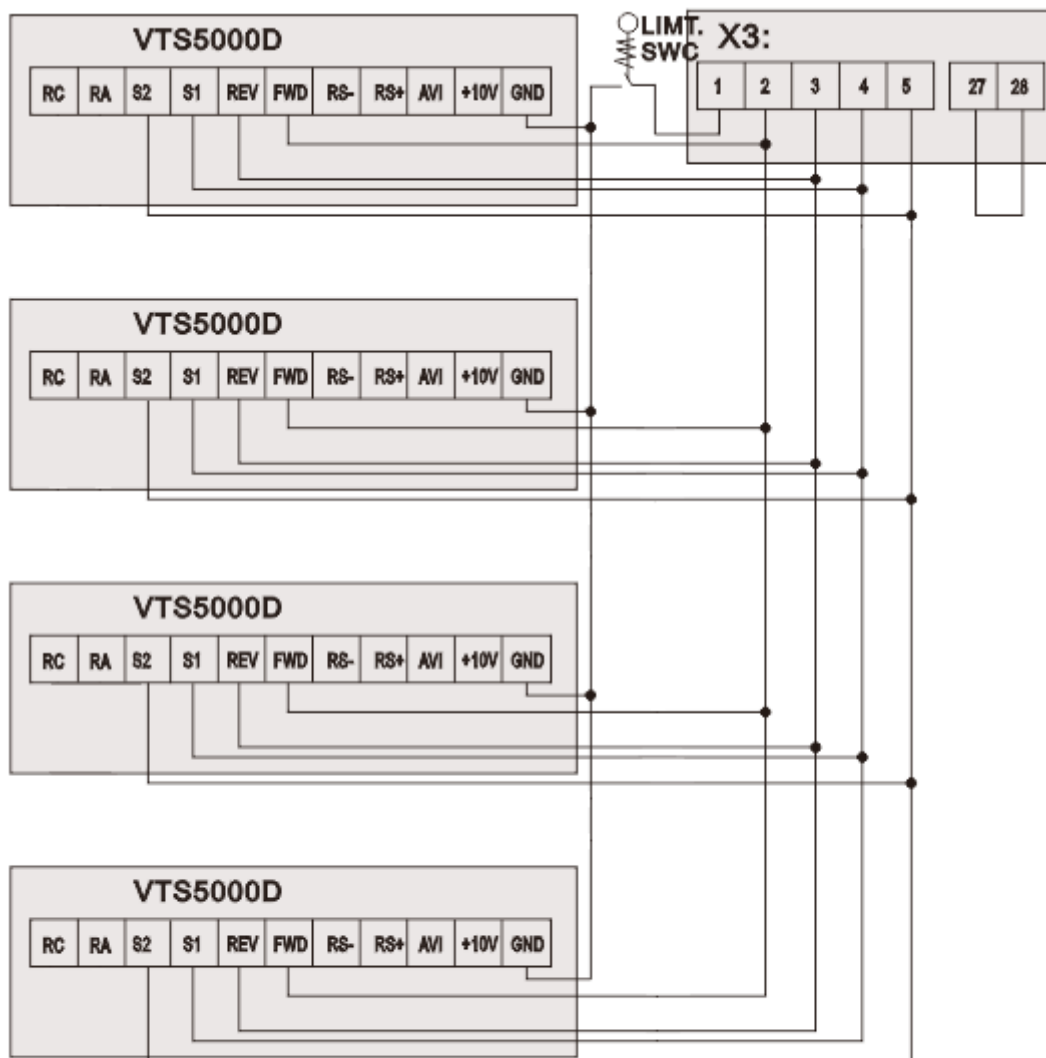 VTS5000D
RC RA S2 S1 REV FWD RS- RS+ AVI +10V GND
LIMT.
SWC
X3:
1 2 3 4 5 27 28
VTS5000D
RC RA S2 S1 REV FWD RS- RS+ AVI +10V GND
VTS5000D
RC RA S2 S1 REV FWD RS- RS+ AVI +10V GND
VTS5000D
RC RA S2 S1 REV FWD RS- RS+ AVI +10V GND